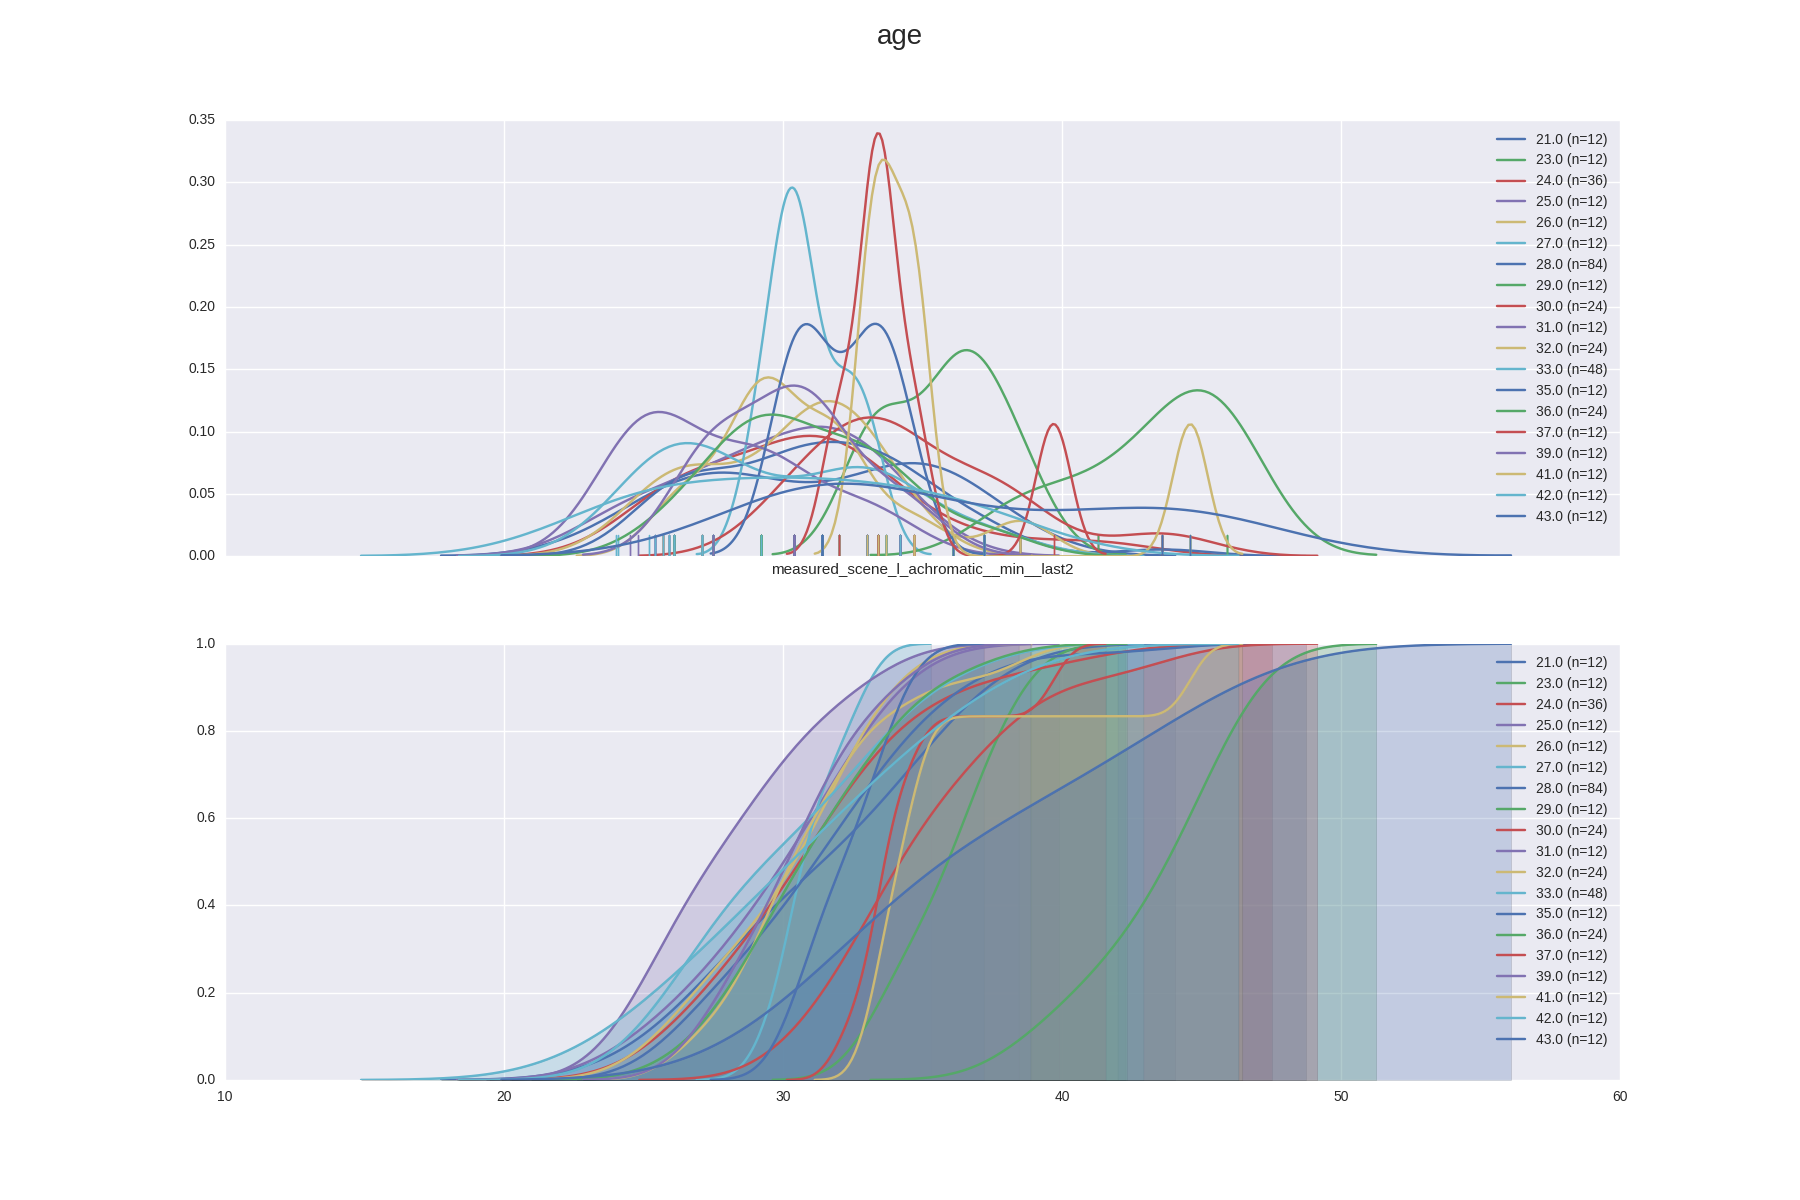 age
0.35
0.30
0.25
0.20
0.15
0.10
0.05
0.00
21.0 (n=12)
23.0 (n=12)
24.0 (n=36)
25.0 (n=12)
26.0 (n=12)
27.0 (n=12)
28.0 (n=84)
29.0 (n=12)
30.0 (n=24)
31.0 (n=12)
32.0 (n=24)
33.0 (n=48)
35.0 (n=12)
36.0 (n=24)
37.0 (n=12)
39.0 (n=12)
41.0 (n=12)
42.0 (n=12)
43.0 (n=12)
measured_scene_l_achromatic__min__last2
1.0
0.8
0.6
0.4
0.2
0.0
21.0 (n=12)
23.0 (n=12)
24.0 (n=36)
25.0 (n=12)
26.0 (n=12)
27.0 (n=12)
28.0 (n=84)
29.0 (n=12)
30.0 (n=24)
31.0 (n=12)
32.0 (n=24)
33.0 (n=48)
35.0 (n=12)
36.0 (n=24)
37.0 (n=12)
39.0 (n=12)
41.0 (n=12)
42.0 (n=12)
43.0 (n=12)
10 20 30 40 50 60